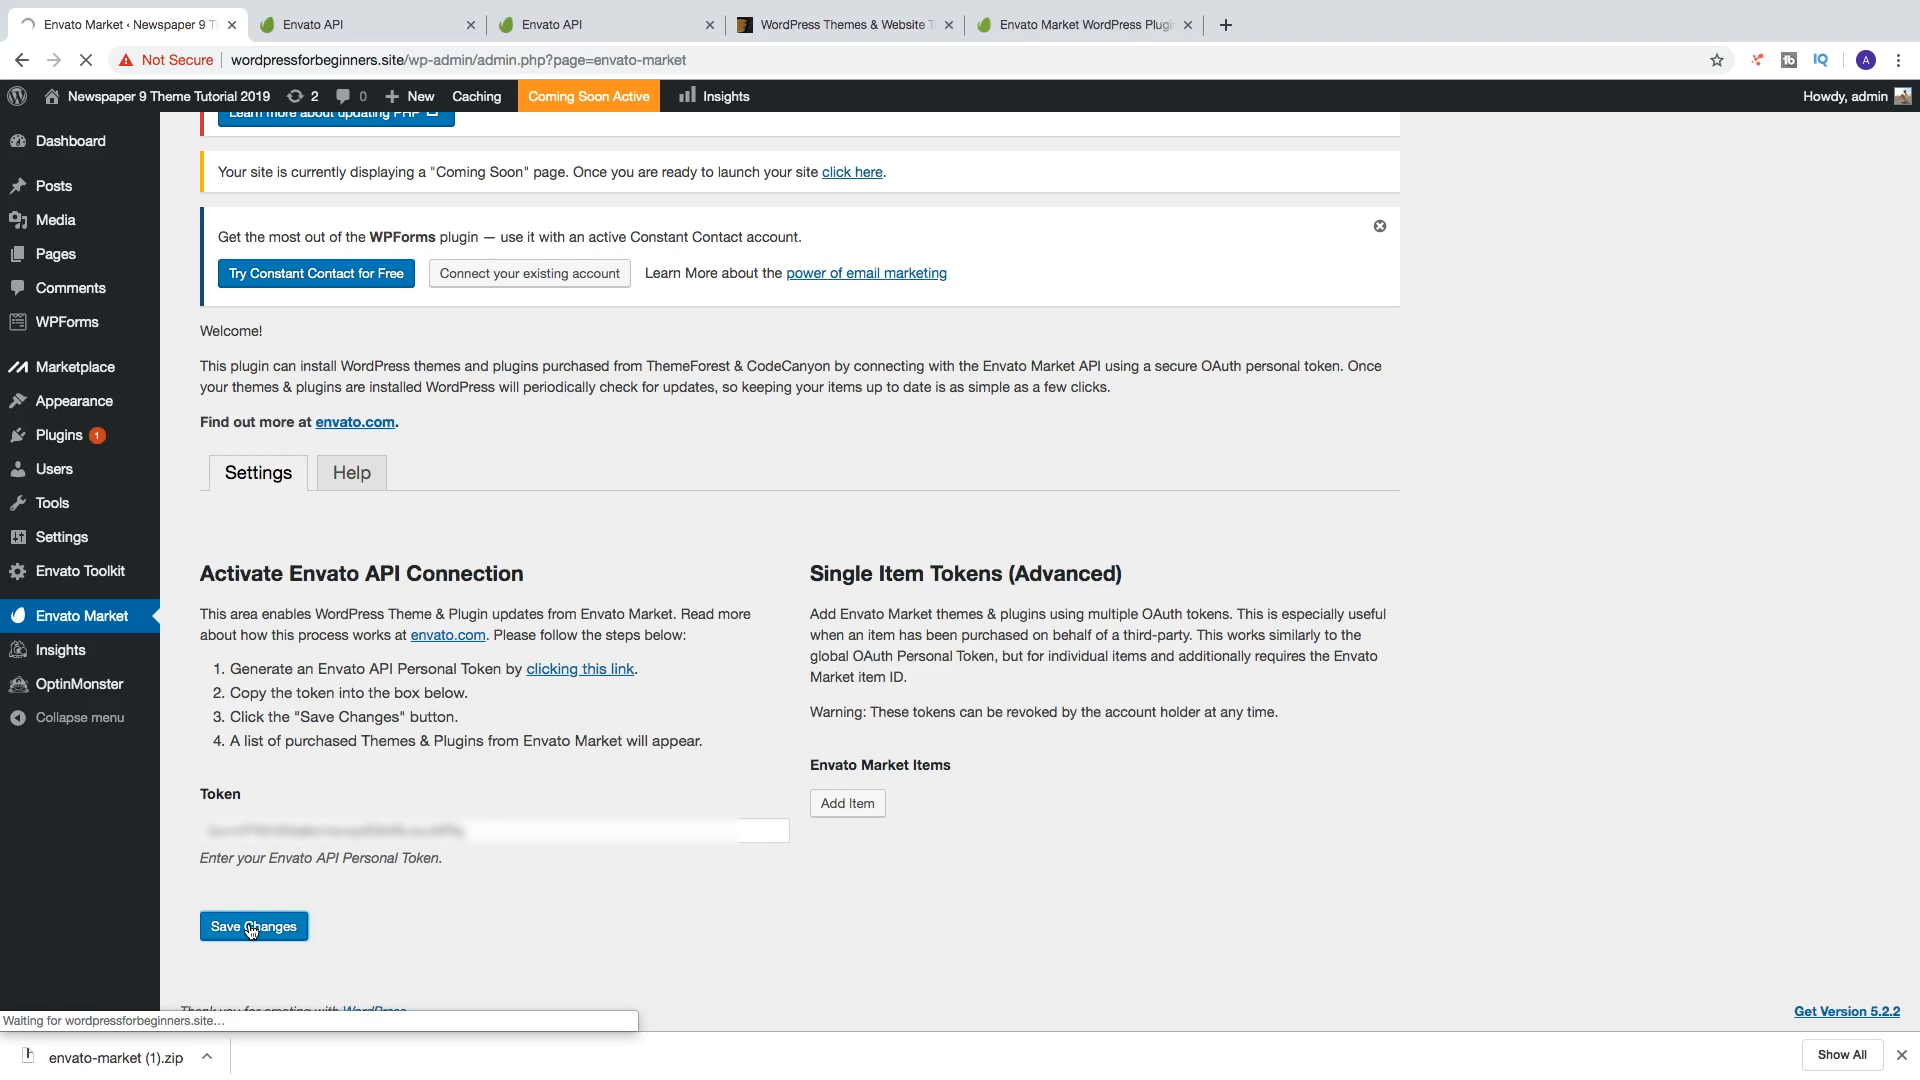 Envato Market ‹ Newspaper 9 T
Envato API
Envato API
WordPress Themes & Website T
Envato Market WordPress Plugi
Not Secure
wordpressforbeginners.site/wp-admin/admin.php?page=envato-market
A
Newspaper 9 Theme Tutorial 2019
2
0
New
Caching
Coming Soon Active
Insights
Howdy, admin
Learn more about updating PHP
Dashboard
Posts
Media
Pages
Comments
WPForms
Marketplace
Appearance
Plugins 1
Users
Tools
Settings
Envato Toolkit
Envato Market
Insights
OptinMonster
Collapse menu
Your site is currently displaying a "Coming Soon" page. Once you are ready to launch your site click here.
Get the most out of the WPForms plugin — use it with an active Constant Contact account.
Try Constant Contact for Free
Connect your existing account
Learn More about the power of email marketing
Welcome!
This plugin can install WordPress themes and plugins purchased from ThemeForest & CodeCanyon by connecting with the Envato Market API using a secure OAuth personal token. Once
your themes & plugins are installed WordPress will periodically check for updates, so keeping your items up to date is as simple as a few clicks.
Find out more at envato.com.
Settings
Help
Activate Envato API Connection
This area enables WordPress Theme & Plugin updates from Envato Market. Read more
about how this process works at envato.com. Please follow the steps below:
1. Generate an Envato API Personal Token by clicking this link.
2. Copy the token into the box below.
3. Click the "Save Changes" button.
4. A list of purchased Themes & Plugins from Envato Market will appear.
Token
Enter your Envato API Personal Token.
Save Changes
Single Item Tokens (Advanced)
Add Envato Market themes & plugins using multiple OAuth tokens. This is especially useful
when an item has been purchased on behalf of a third-party. This works similarly to the
global OAuth Personal Token, but for individual items and additionally requires the Envato
Market item ID.
Warning: These tokens can be revoked by the account holder at any time.
Envato Market Items
Add Item
Thank you for creating with WordPress
Get Version 5.2.2
Waiting for wordpressforbeginners.site...
envato-market (1).zip
Show All